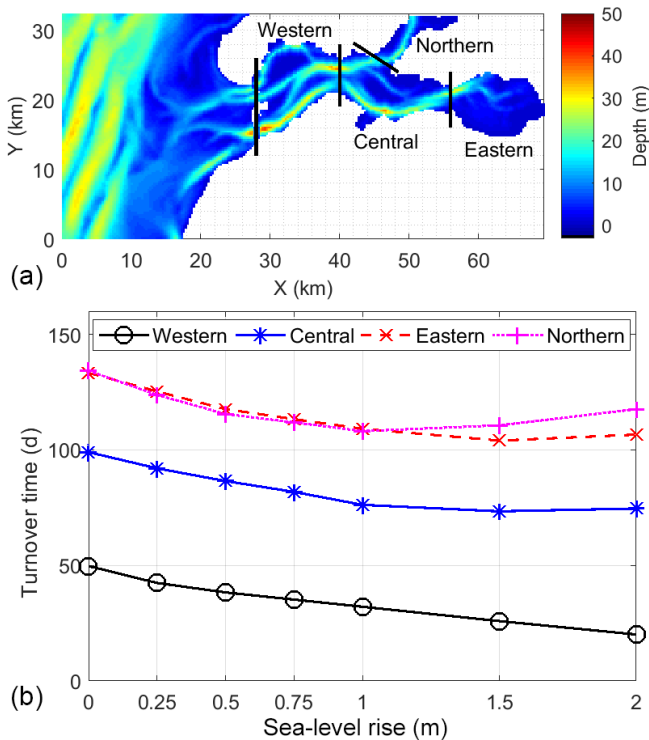 Western
Northern
Central
Eastern
30
20
10
0
Y (km)
0
10
20
30
40
50
60
X (km)
50
40
30
20
10
0
Depth (m)
(a)
Western
Central
Eastern
Northern
150
100
50
0
Turnover time (d)
0
0.25
0.5
0.75
1
1.5
2
Sea-level rise (m)
(b)